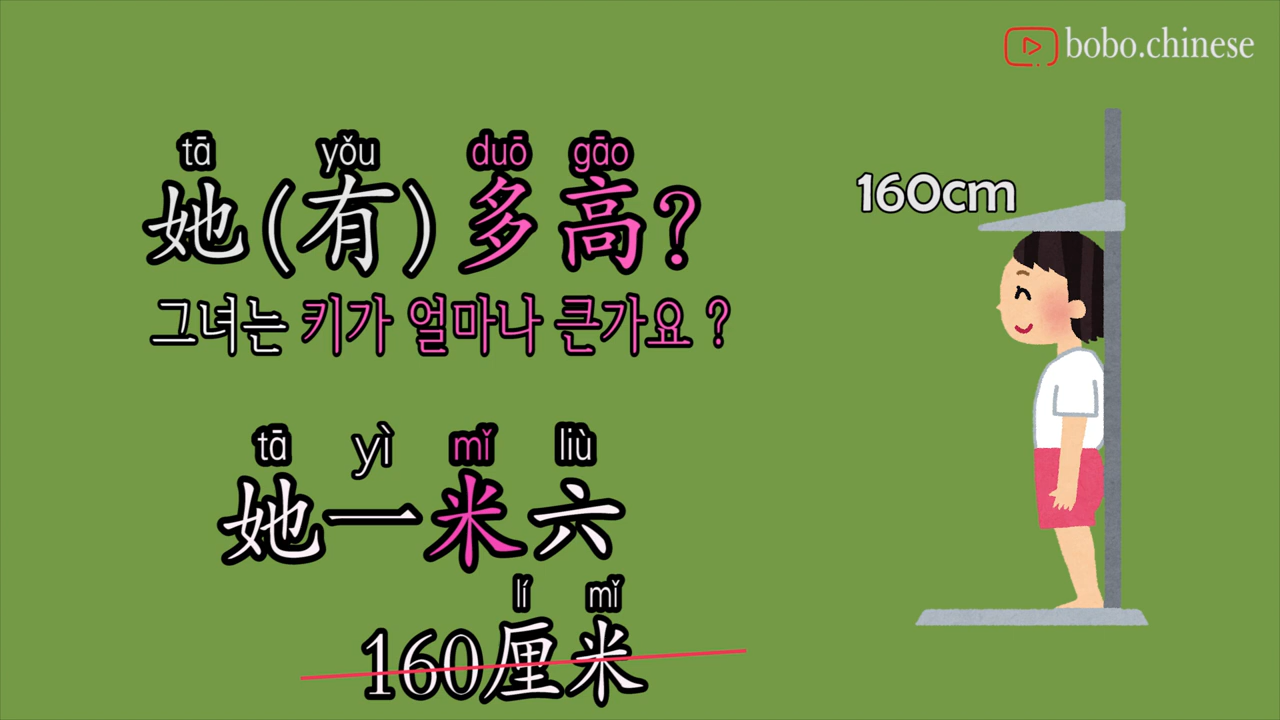 bobo.chinese
tā yǒu duō gāo
她(有)多高?
그녀는 키가 얼마나 큰가요 ?
160cm
tā yì mǐ liù
她一米六
lí mǐ
160厘米